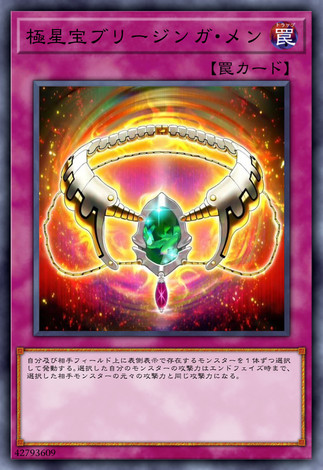 極星宝ブリージンガ・メン
トラップ
罠
【罠カード】
自分及び相手フィールド上に表側表示で存在するモンスターを1体ずつ選択
して発動する。選択した自分のモンスターの攻撃力はエンドフェイズ時まで、
選択した相手モンスターの元々の攻撃力と同じ攻撃力になる。
42793609